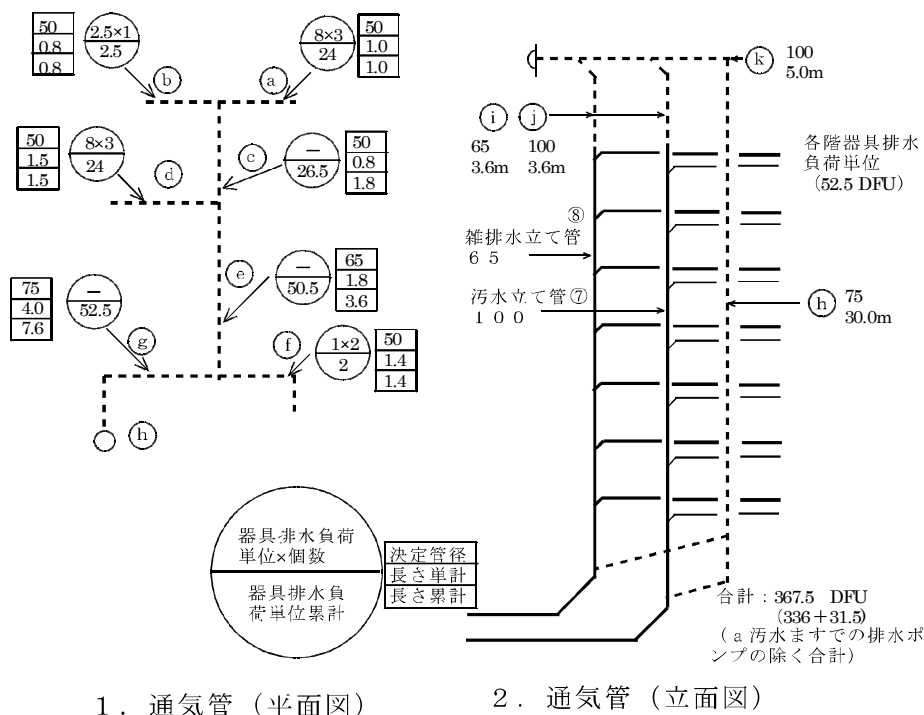 50
0.8
0.8
2.5×1
2.5
8×3
24
50
1.0
1.0
b
a
50
1.5
1.5
8×3
24
d
c
－
26.5
50
0.8
1.8
75
4.0
7.6
－
52.5
g
e
－
50.5
65
1.8
3.6
f
1×2
2
50
1.4
1.4
h
器具排水負荷
単位×個数
器具排水負
荷単位累計
決定管径
長さ単計
長さ累計
1．通気管（平面図）
k
100
5.0m
i
65
3.6m
j
100
3.6m
各階器具排水
負荷単位
（52.5 DFU）
⑧
雑排水立て管
６５
汚水立て管⑦
１００
h
75
30.0m
合計：367.5 DFU
(336＋31.5)
（a 汚水ますでの排水ポ
ンプの除く合計）
2．通気管（立面図）